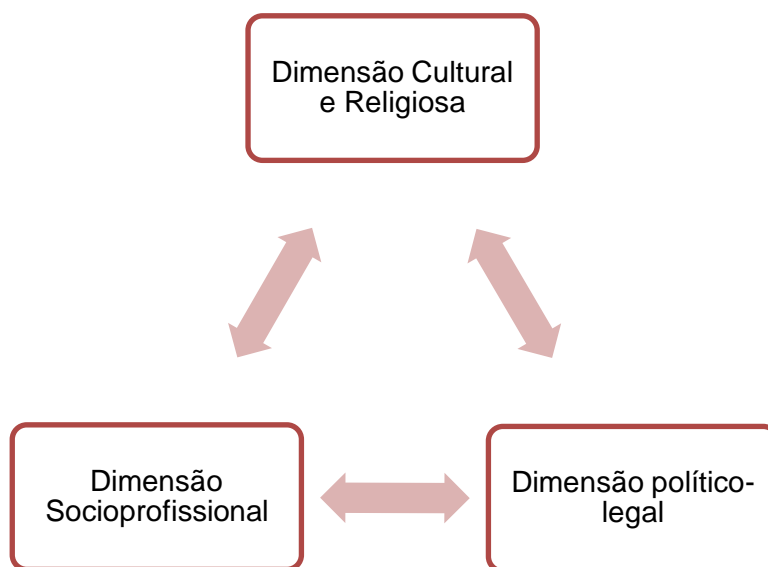 Dimensão Cultural
e Religiosa
Dimensão
Socioprofissional
Dimensão político-
legal